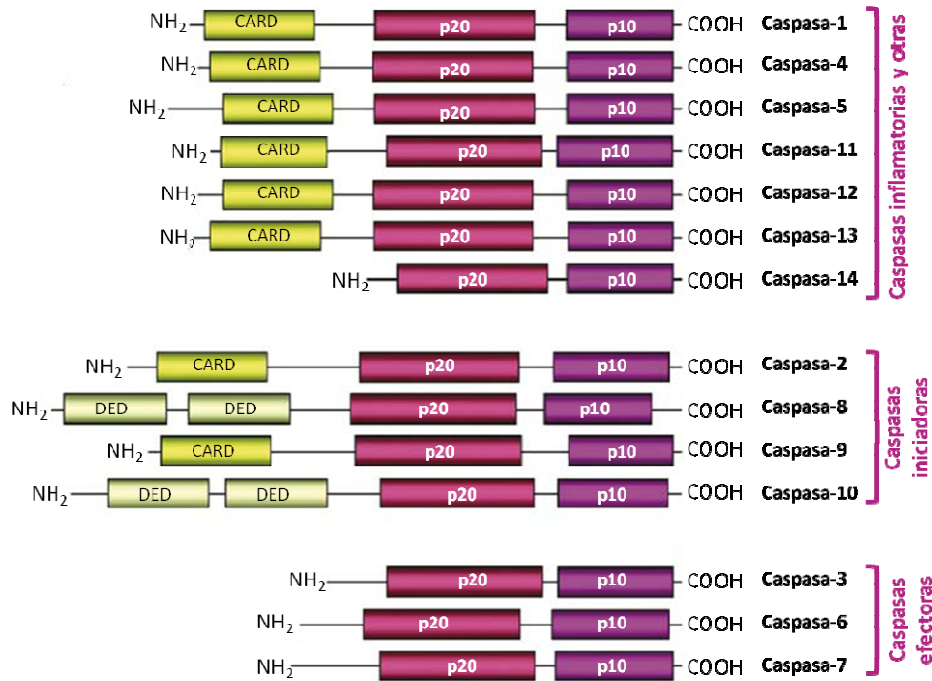 NH₂ CARD p20 p10 COOH Caspasa-1
NH₂ CARD p20 p10 COOH Caspasa-4
NH₂ CARD p20 p10 COOH Caspasa-5
NH₂ CARD p20 p10 COOH Caspasa-11
NH₂ CARD p20 p10 COOH Caspasa-12
NH₂ CARD p20 p10 COOH Caspasa-13
NH₂ p20 p10 COOH Caspasa-14
Caspasas inflamatorias y otras
NH₂ CARD p20 p10 COOH Caspasa-2
NH₂ DED DED p20 p10 COOH Caspasa-8
NH₂ CARD p20 p10 COOH Caspasa-9
NH₂ DED DED p20 p10 COOH Caspasa-10
Caspasas
iniciadoras
NH₂ p20 p10 COOH Caspasa-3
NH₂ p20 p10 COOH Caspasa-6
NH₂ p20 p10 COOH Caspasa-7
Caspasas
efectoras